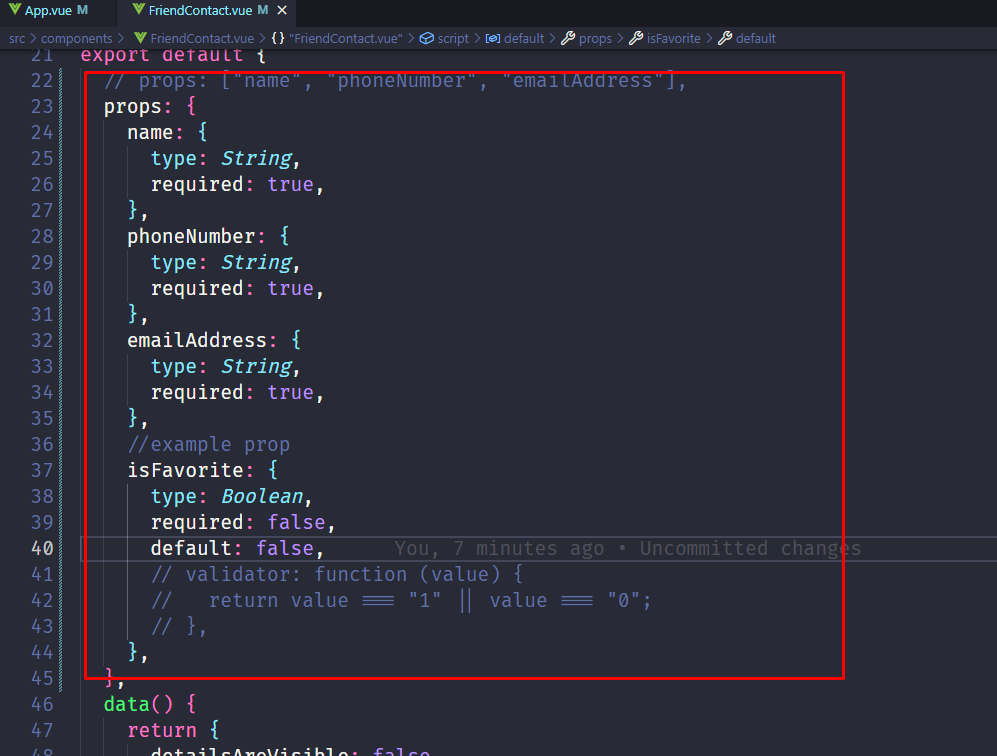 App.vue M FriendContact.vue M ×
src > components > FriendContact.vue > {} "FriendContact.vue" > script > default > props > isFavorite > default
21 export default {
22 // props: ["name", "phoneNumber", "emailAddress"],
23 props: {
24 name: {
25 type: String,
26 required: true,
27 },
28 phoneNumber: {
29 type: String,
30 required: true,
31 },
32 emailAddress: {
33 type: String,
34 required: true,
35 },
36 //example prop
37 isFavorite: {
38 type: Boolean,
39 required: false,
40 default: false, You, 7 minutes ago • Uncommitted changes
41 // validator: function (value) {
42 // return value === "1" || value === "0";
43 // },
44 },
45 },
46 data() {
47 return {
48 detailsAreVisible: false